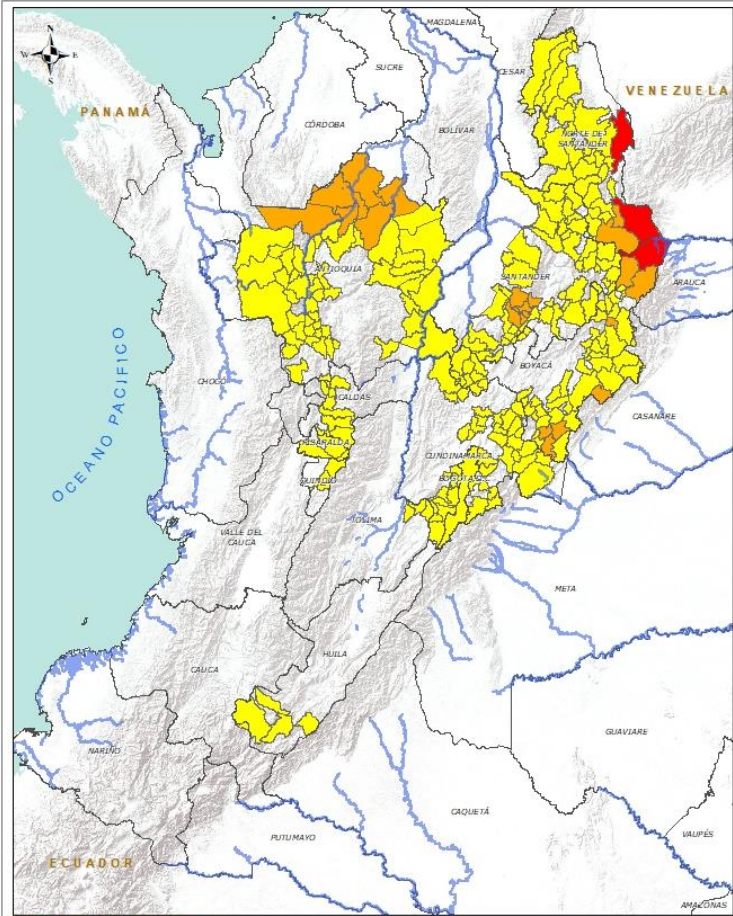 MAGDALENA
N
W E
S
SUCRE
CESAR
VENEZUELA
PANAMÁ
CÓRDOBA
BOLÍVAR
NORTE DE
SANTANDER
ANTIOQUIA
SANTANDER
ARAUCA
BOYACÁ
CHOCÓ
CALDAS
CASANARE
OCEANO PACIFICO
RISARALDA
CUNDINAMARCA
QUINDÍO
BOGOTÁ, D.C.
TOLIMA
VALLE DEL
CAUCA
META
HUILA
CAUCA
GUAVIARE
NARIÑO
CAQUETÁ
PUTUMAYO
VAUPÉS
ECUADOR
AMAZONAS